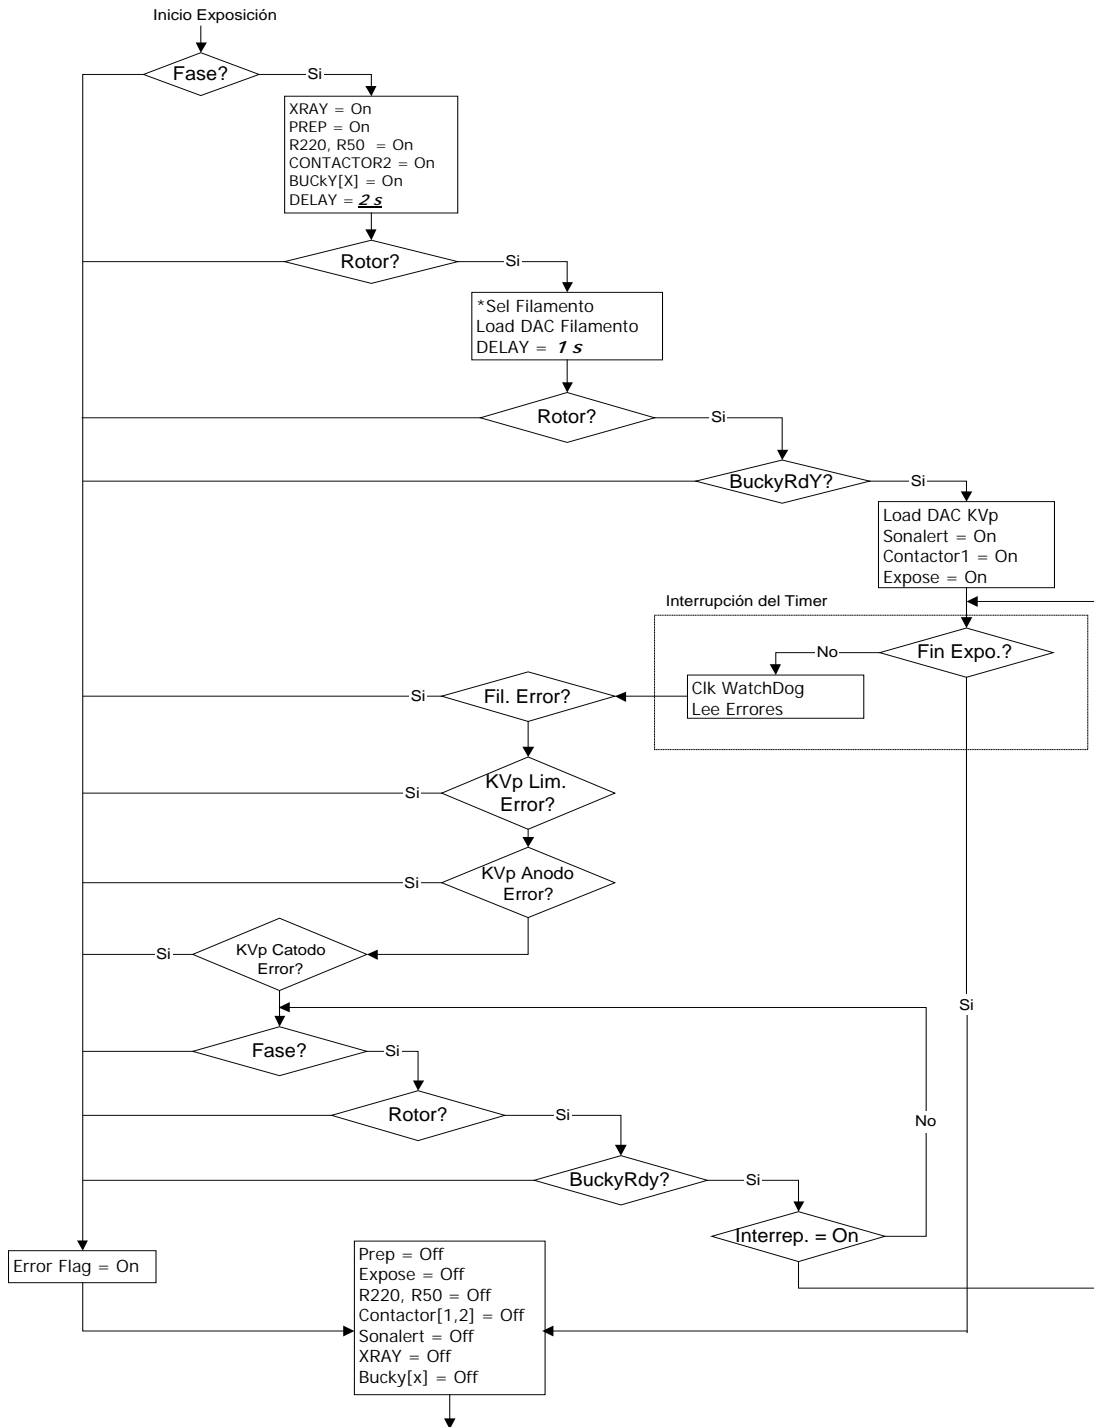 Inicio Exposición
Fase?
Si
XRAY = On
PREP = On
R220, R50 = On
CONTACTOR2 = On
BUCkY[X] = On
DELAY = 2 s
Rotor?
Si
*Sel Filamento
Load DAC Filamento
DELAY = 1 s
Rotor?
Si
BuckyRdY?
Si
Load DAC KVp
Sonalert = On
Contactor1 = On
Expose = On
Interrupción del Timer
Fin Expo.?
No
Clk WatchDog
Lee Errores
Si
Fil. Error?
Si
KVp Lim.
Error?
Si
KVp Anodo
Error?
Si
KVp Catodo
Error?
Si
Si
Fase?
Si
Rotor?
Si
No
BuckyRdy?
Si
Interrep. = On
Error Flag = On
Prep = Off
Expose = Off
R220, R50 = Off
Contactor[1,2] = Off
Sonalert = Off
XRAY = Off
Bucky[x] = Off